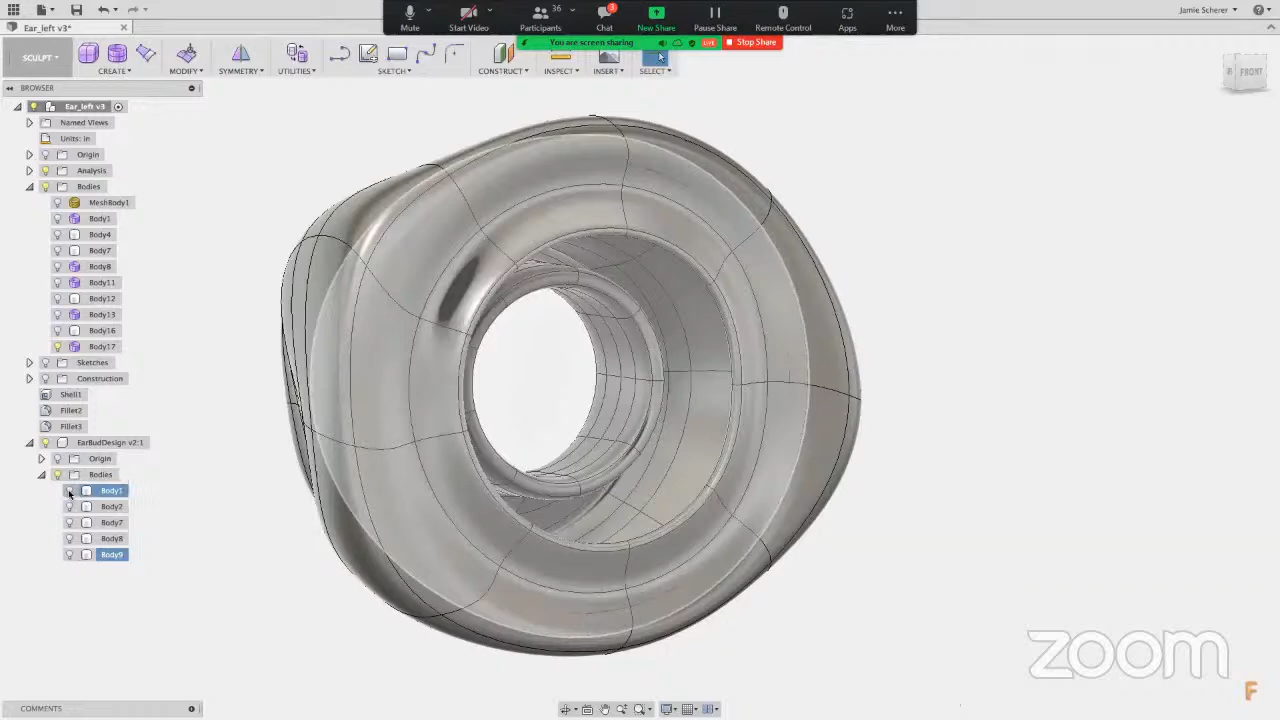 Mute
Start Video
36
Participants
3
Chat
New Share
Pause Share
Remote Control
Apps
More
Jamie Scherer
Ear_left v3*
You are screen sharing
LIVE
Stop Share
SCULPT
CREATE
MODIFY
SYMMETRY
UTILITIES
SKETCH
CONSTRUCT
INSPECT
INSERT
SELECT
BROWSER
FRONT
Ear_left v3
Named Views
Units: in
Origin
Analysis
Bodies
MeshBody1
Body1
Body4
Body7
Body8
Body11
Body12
Body13
Body16
Body17
Sketches
Construction
Shell1
Fillet2
Fillet3
EarBudDesign v2:1
Origin
Bodies
Body1
Body2
Body7
Body8
Body9
zoom
F
COMMENTS